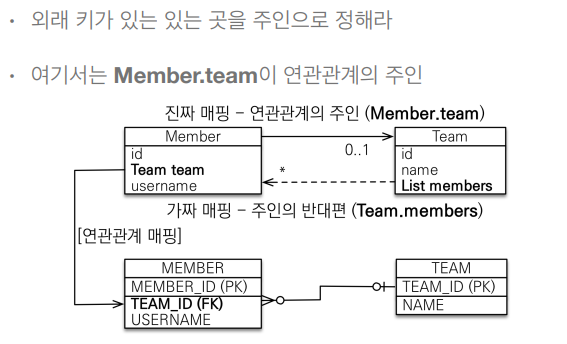 • 외래 키가 있는 있는 곳을 주인으로 정해라
• 여기서는 Member.team이 연관관계의 주인
진짜 매핑 - 연관관계의 주인 (Member.team)
Member
id
Team team
username
0..1
*
Team
id
name
List members
가짜 매핑 - 주인의 반대편 (Team.members)
[연관관계 매핑]
MEMBER
MEMBER_ID (PK)
TEAM_ID (FK)
USERNAME
TEAM
TEAM_ID (PK)
NAME